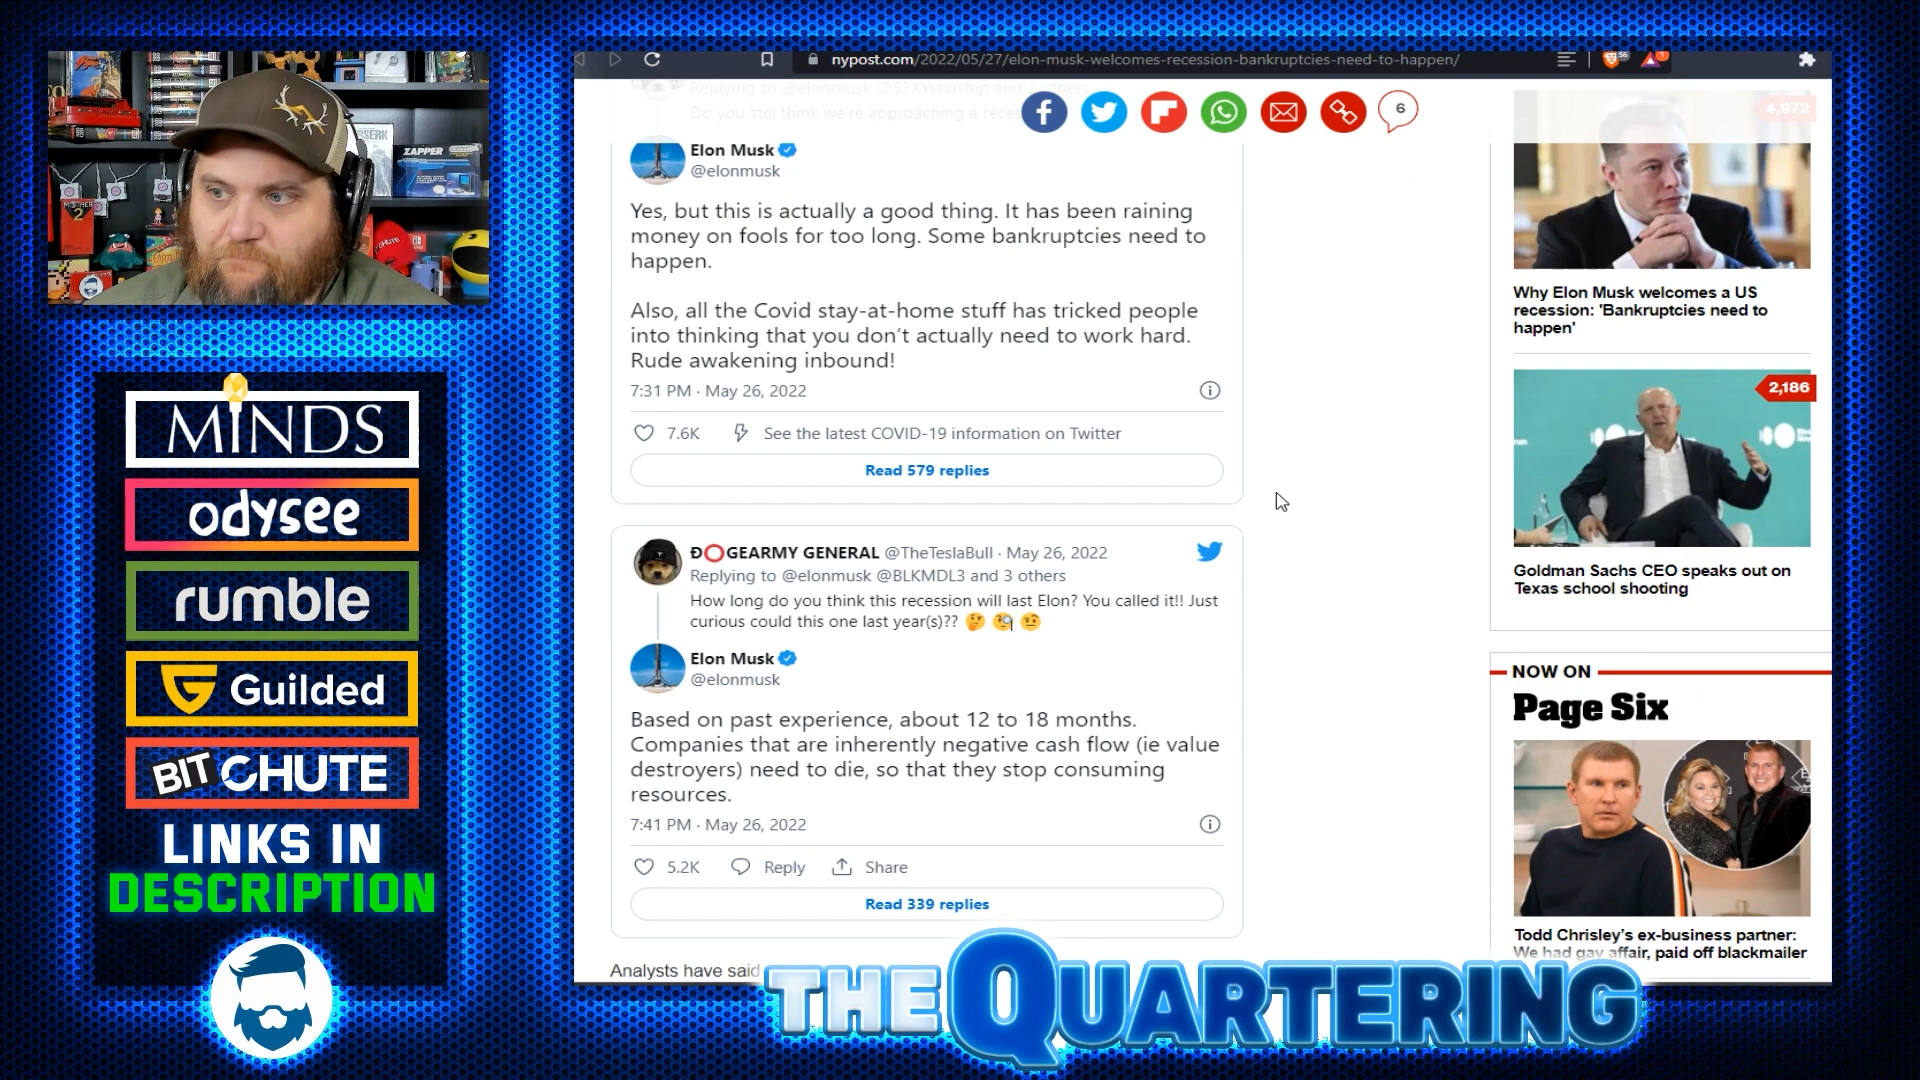 nypost.com/2022/05/27/elon-musk-welcomes-recession-bankruptcies-need-to-happen/
56
1
Replying to @elonmusk @S3XYstarship and 2 others
Do you still think we're approaching a rece
6
Elon Musk
@elonmusk
Yes, but this is actually a good thing. It has been raining
money on fools for too long. Some bankruptcies need to
happen.
Also, all the Covid stay-at-home stuff has tricked people
into thinking that you don't actually need to work hard.
Rude awakening inbound!
7:31 PM · May 26, 2022
7.6K
See the latest COVID-19 information on Twitter
Read 579 replies
Đ⭕GEARMY GENERAL @TheTeslaBull · May 26, 2022
Replying to @elonmusk @BLKMDL3 and 3 others
How long do you think this recession will last Elon? You called it!! Just
curious could this one last year(s)?? 🤔 🧐 🤨
Elon Musk
@elonmusk
Based on past experience, about 12 to 18 months.
Companies that are inherently negative cash flow (ie value
destroyers) need to die, so that they stop consuming
resources.
7:41 PM · May 26, 2022
5.2K
Reply
Share
Read 339 replies
Analysts have said
4,972
Why Elon Musk welcomes a US
recession: 'Bankruptcies need to
happen'
2,186
Goldman Sachs CEO speaks out on
Texas school shooting
NOW ON
Page Six
Todd Chrisley's ex-business partner:
We had gay affair, paid off blackmailer
BERSERK
ZAPPER
MOTHER
2
MINDS
odysee
rumble
Guilded
BITCHUTE
LINKS IN
DESCRIPTION
THE QUARTERING